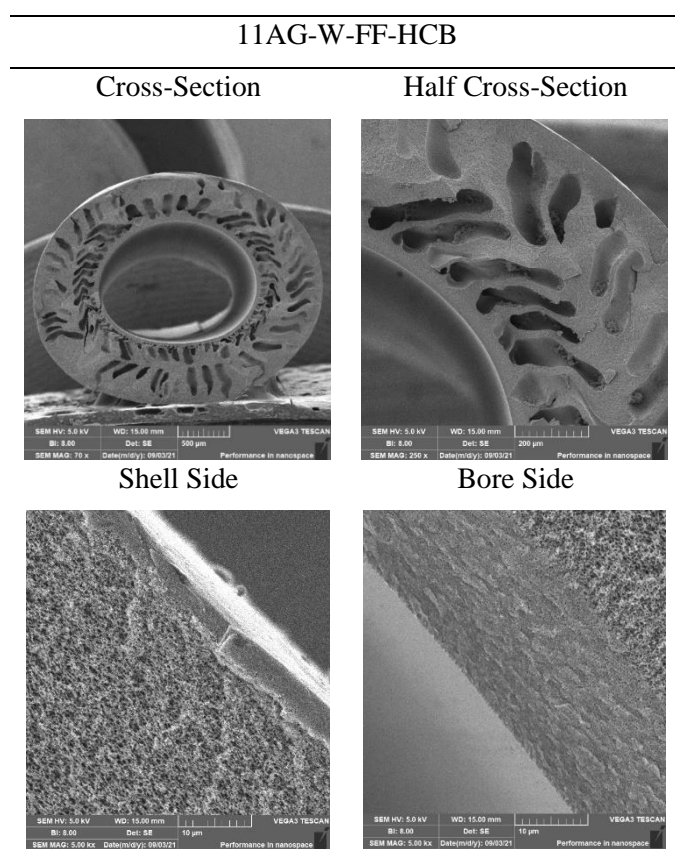 11AG-W-FF-HCB
Cross-Section Half Cross-Section
SEM HV: 5.0 kV WD: 15.00 mm VEGA3 TESCAN
BI: 8.00 Det: SE 500 µm
SEM MAG: 70 x Date(m/d/y): 09/03/21 Performance in nanospace
SEM HV: 5.0 kV WD: 15.00 mm VEGA3 TESCAN
BI: 8.00 Det: SE 200 µm
SEM MAG: 250 x Date(m/d/y): 09/03/21 Performance in nanospace
Shell Side Bore Side
SEM HV: 5.0 kV WD: 15.00 mm VEGA3 TESCAN
BI: 8.00 Det: SE 10 µm
SEM MAG: 5.00 kx Date(m/d/y): 09/03/21 Performance in nanospace
SEM HV: 5.0 kV WD: 15.00 mm VEGA3 TESCAN
BI: 8.00 Det: SE 10 µm
SEM MAG: 5.00 kx Date(m/d/y): 09/03/21 Performance in nanospace